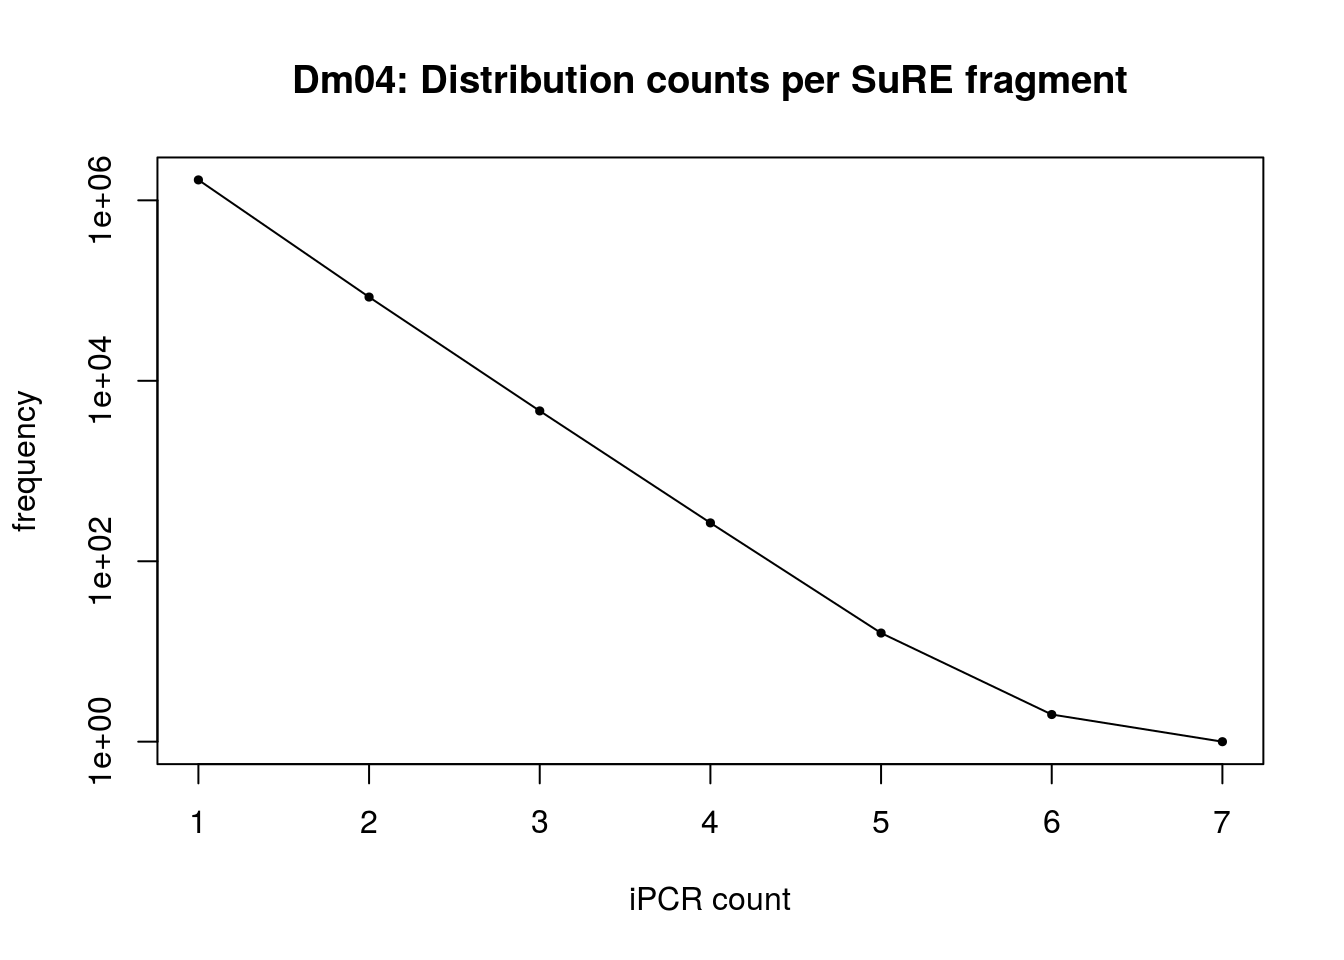 Dm04: Distribution counts per SuRE fragment
1e+06
1e+04
1e+02
1e+00
frequency
1 2 3 4 5 6 7
iPCR count